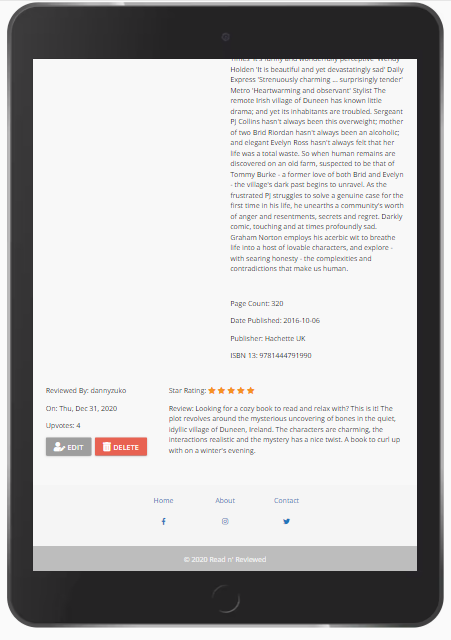 Times 'It's funny and wonderfully perceptive' Wendy
Holden 'It is beautiful and yet devastatingly sad' Daily
Express 'Strenuously charming ... surprisingly tender'
Metro 'Heartwarming and observant' Stylist The
remote Irish village of Duneen has known little
drama; and yet its inhabitants are troubled. Sergeant
PJ Collins hasn't always been this overweight; mother
of two Brid Riordan hasn't always been an alcoholic;
and elegant Evelyn Ross hasn't always felt that her
life was a total waste. So when human remains are
discovered on an old farm, suspected to be that of
Tommy Burke - a former love of both Brid and Evelyn
- the village's dark past begins to unravel. As the
frustrated PJ struggles to solve a genuine case for the
first time in his life, he unearths a community's worth
of anger and resentments, secrets and regret. Darkly
comic, touching and at times profoundly sad.
Graham Norton employs his acerbic wit to breathe
life into a host of lovable characters, and explore -
with searing honesty - the complexities and
contradictions that make us human.
Page Count: 320
Date Published: 2016-10-06
Publisher: Hachette UK
ISBN 13: 9781444791990
Reviewed By: dannyzuko
On: Thu, Dec 31, 2020
Upvotes: 4
EDIT DELETE
Star Rating:
Review: Looking for a cozy book to read and relax with? This is it! The
plot revolves around the mysterious uncovering of bones in the quiet,
idyllic village of Duneen, Ireland. The characters are charming, the
interactions realistic and the mystery has a nice twist. A book to curl up
with on a winter's evening.
Home About Contact
© 2020 Read n' Reviewed